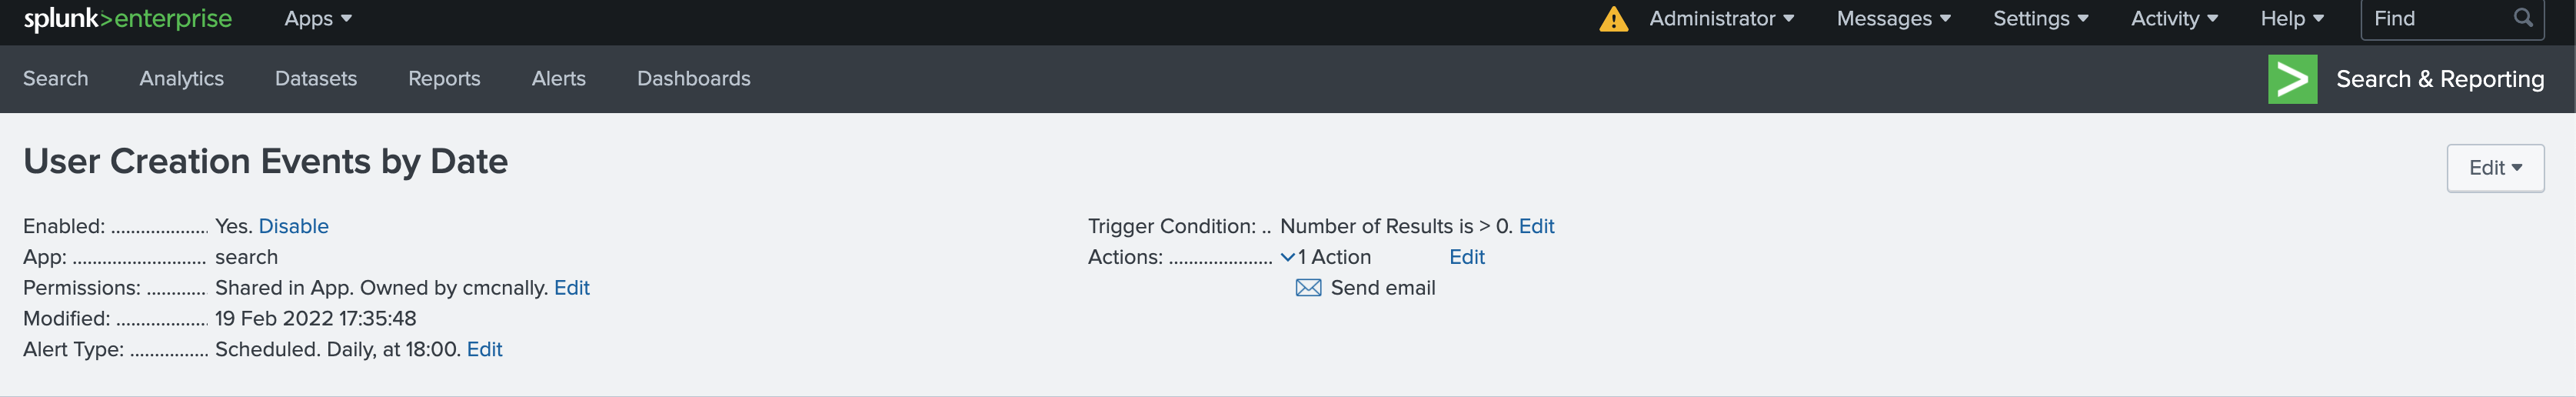 splunk>enterprise Apps Administrator Messages Settings Activity Help Find
Search Analytics Datasets Reports Alerts Dashboards > Search & Reporting
User Creation Events by Date
Edit
Enabled: .................... Yes. Disable
App: ........................... search
Permissions: ............ Shared in App. Owned by cmcnally. Edit
Modified: ................... 19 Feb 2022 17:35:48
Alert Type: ................ Scheduled. Daily, at 18:00. Edit
Trigger Condition: .. Number of Results is > 0. Edit
Actions: ..................... 1 Action Edit
Send email